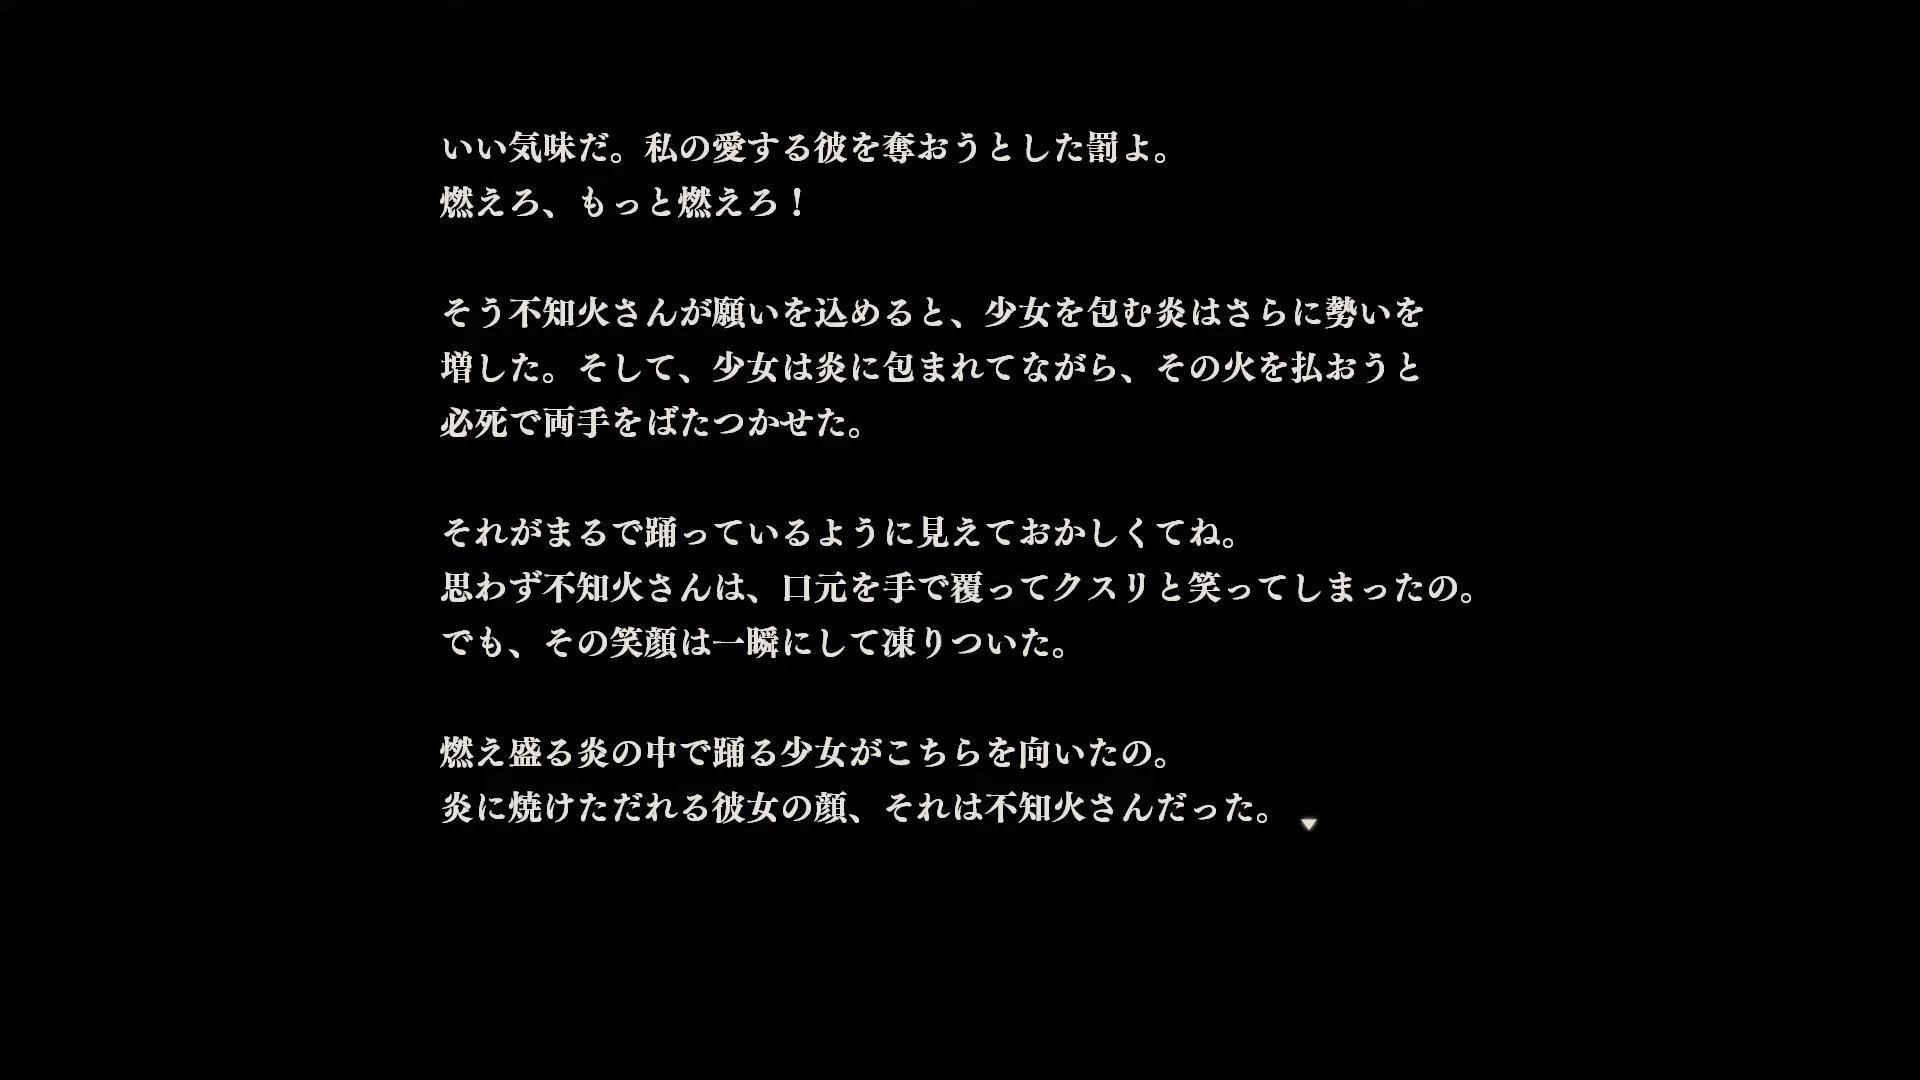 いい気味だ。私の愛する彼を奪おうとした罰よ。
燃えろ、もっと燃えろ！
そう不知火さんが願いを込めると、少女を包む炎はさらに勢いを
増した。そして、少女は炎に包まれてながら、その火を払おうと
必死で両手をばたつかせた。
それがまるで踊っているように見えておかしくてね。
思わず不知火さんは、口元を手で覆ってクスリと笑ってしまったの。
でも、その笑顔は一瞬にして凍りついた。
燃え盛る炎の中で踊る少女がこちらを向いたの。
炎に焼けただれる彼女の顔、それは不知火さんだった。